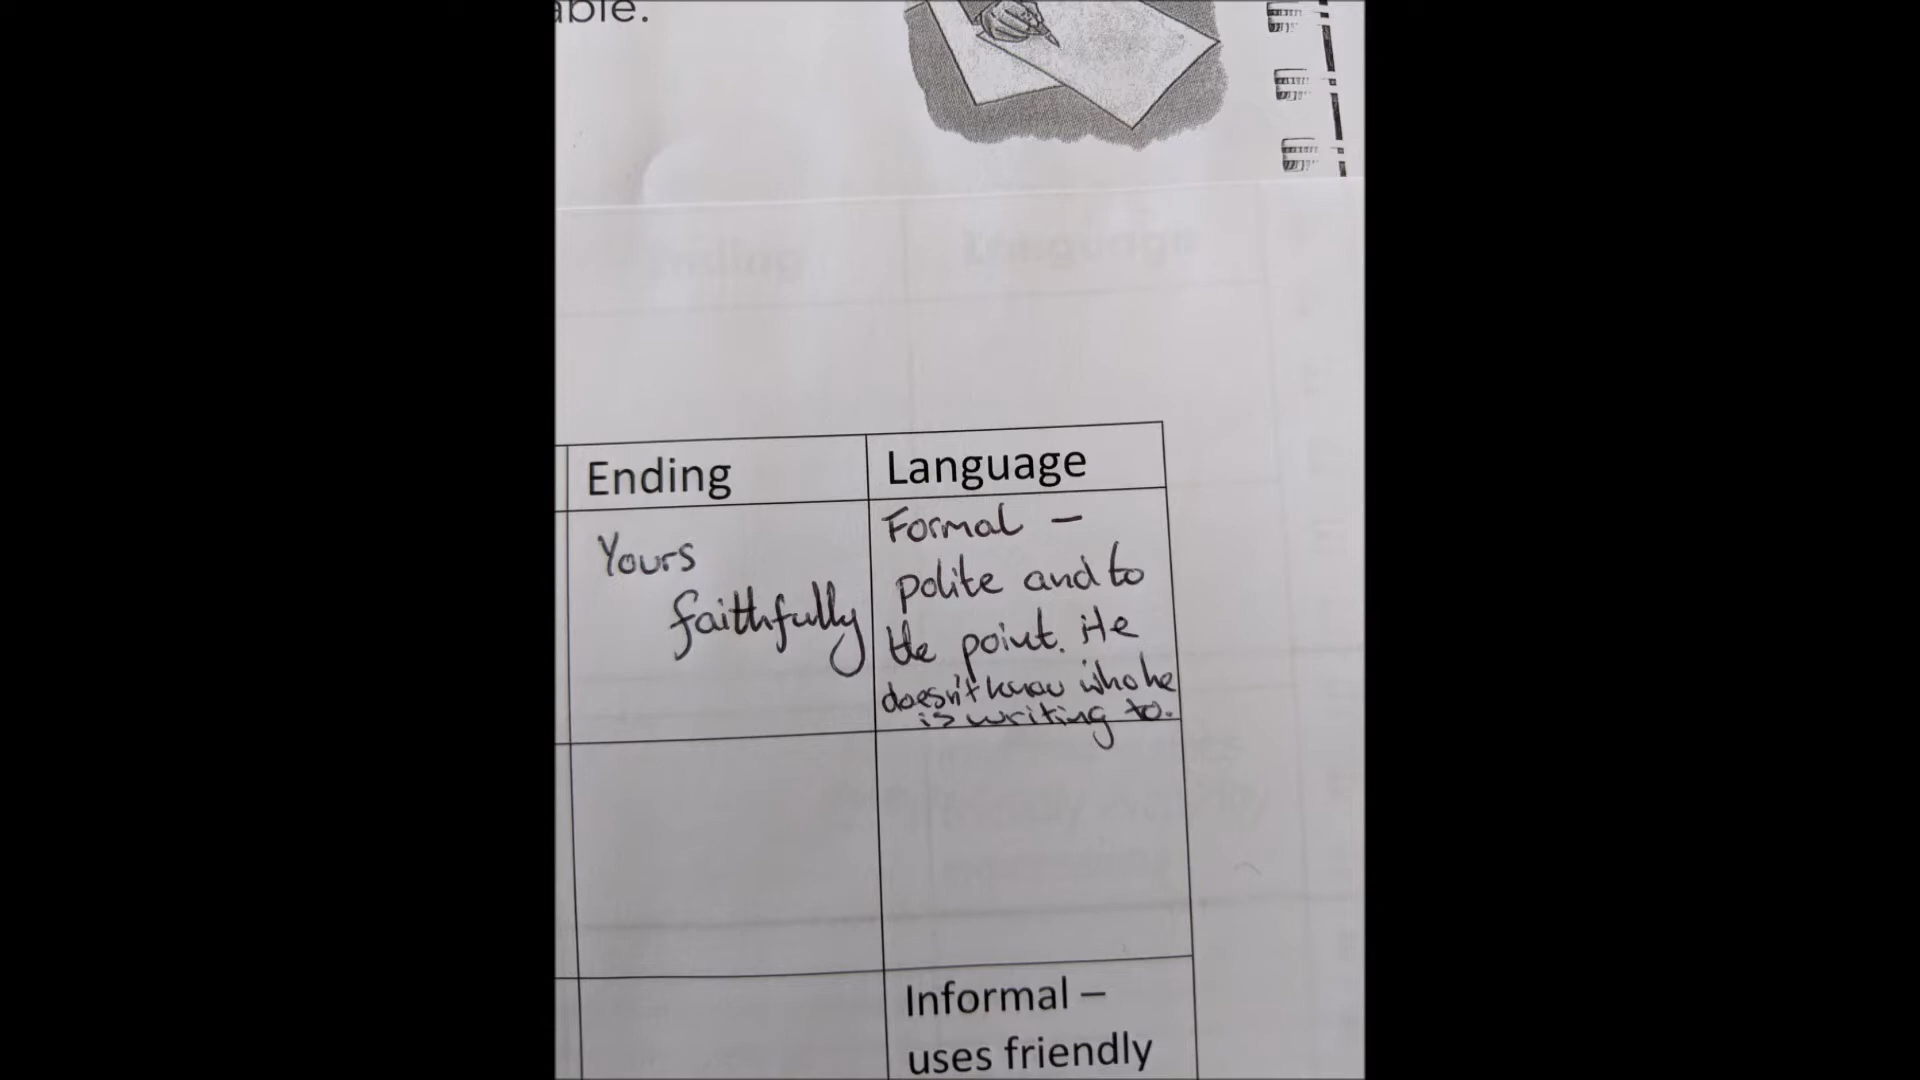 able.
Ending
Language
Yours
faithfully
Formal –
polite and to
the point. He
doesn't know who he
is writing to.
Informal –
uses friendly